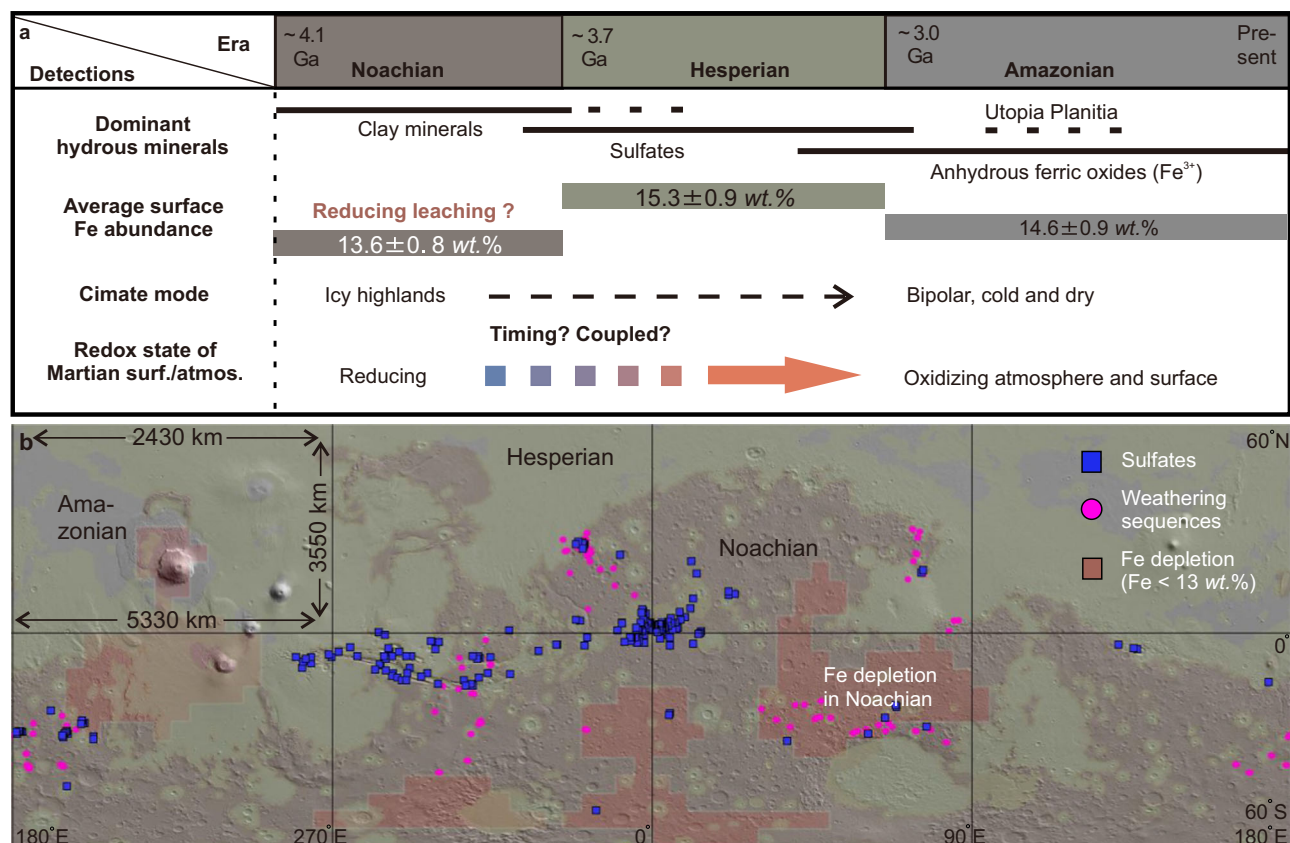 a
Era
Detections
~ 4.1
Ga
Noachian
~ 3.7
Ga
Hesperian
~ 3.0
Ga
Amazonian
Pre-
sent
Dominant
hydrous minerals
Clay minerals
Sulfates
Utopia Planitia
Anhydrous ferric oxides (Fe³⁺)
Average surface
Fe abundance
Reducing leaching ?
13.6±0.8 wt.%
15.3±0.9 wt.%
14.6±0.9 wt.%
Cimate mode
Icy highlands
Bipolar, cold and dry
Timing? Coupled?
Redox state of
Martian surf./atmos.
Reducing
Oxidizing atmosphere and surface
b
2430 km
3550 km
5330 km
Ama-
zonian
Hesperian
Noachian
60°N
Sulfates
Weathering
sequences
Fe depletion
(Fe < 13 wt.%)
0°
Fe depletion
in Noachian
60°S
180°E
270°E
0°
90°E
180°E